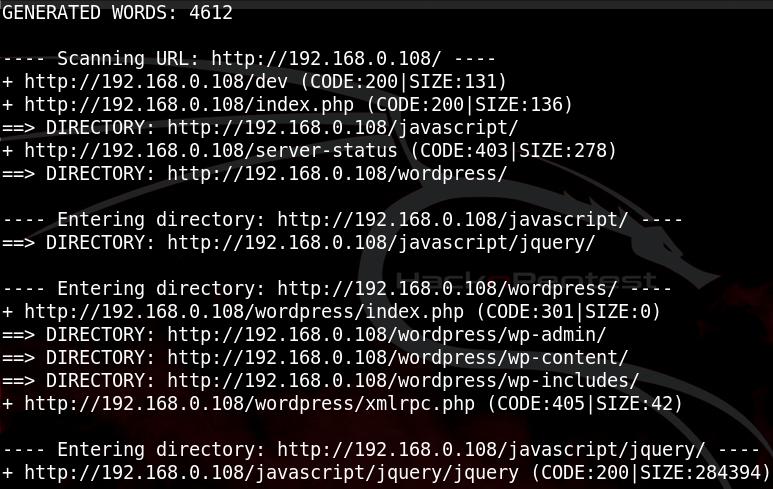 GENERATED WORDS: 4612
---- Scanning URL: http://192.168.0.108/ ----
+ http://192.168.0.108/dev (CODE:200|SIZE:131)
+ http://192.168.0.108/index.php (CODE:200|SIZE:136)
==> DIRECTORY: http://192.168.0.108/javascript/
+ http://192.168.0.108/server-status (CODE:403|SIZE:278)
==> DIRECTORY: http://192.168.0.108/wordpress/
---- Entering directory: http://192.168.0.108/javascript/ ----
==> DIRECTORY: http://192.168.0.108/javascript/jquery/
---- Entering directory: http://192.168.0.108/wordpress/ ----
+ http://192.168.0.108/wordpress/index.php (CODE:301|SIZE:0)
==> DIRECTORY: http://192.168.0.108/wordpress/wp-admin/
==> DIRECTORY: http://192.168.0.108/wordpress/wp-content/
==> DIRECTORY: http://192.168.0.108/wordpress/wp-includes/
+ http://192.168.0.108/wordpress/xmlrpc.php (CODE:405|SIZE:42)
---- Entering directory: http://192.168.0.108/javascript/jquery/ ----
+ http://192.168.0.108/javascript/jquery/jquery (CODE:200|SIZE:284394)